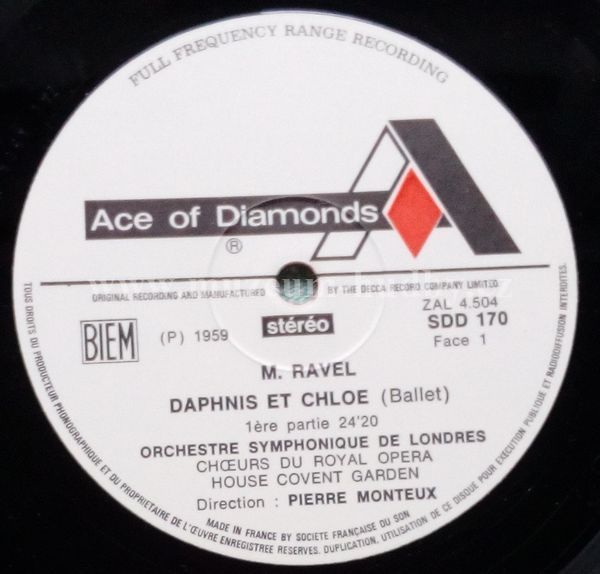 FULL FREQUENCY RANGE RECORDING
Ace of Diamonds
®
ORIGINAL RECORDING AND MANUFACTURED BY THE DECCA RECORD COMPANY LIMITED.
ZAL 4.504
BIEM
(P) 1959
stéréo
SDD 170
Face 1
M. RAVEL
DAPHNIS ET CHLOE (Ballet)
1ère partie 24'20
ORCHESTRE SYMPHONIQUE DE LONDRES
CHŒURS DU ROYAL OPERA
HOUSE COVENT GARDEN
Direction : PIERRE MONTEUX
MADE IN FRANCE BY SOCIETE FRANÇAISE DU SON
TOUS DROITS DU PRODUCTEUR PHONOGRAPHIQUE ET DU PROPRIETAIRE DE L'ŒUVRE ENREGISTREE RESERVES. DUPLICATION, UTILISATION DE CE DISQUE POUR EXECUTION PUBLIQUE ET RADIODIFFUSION INTERDITES.